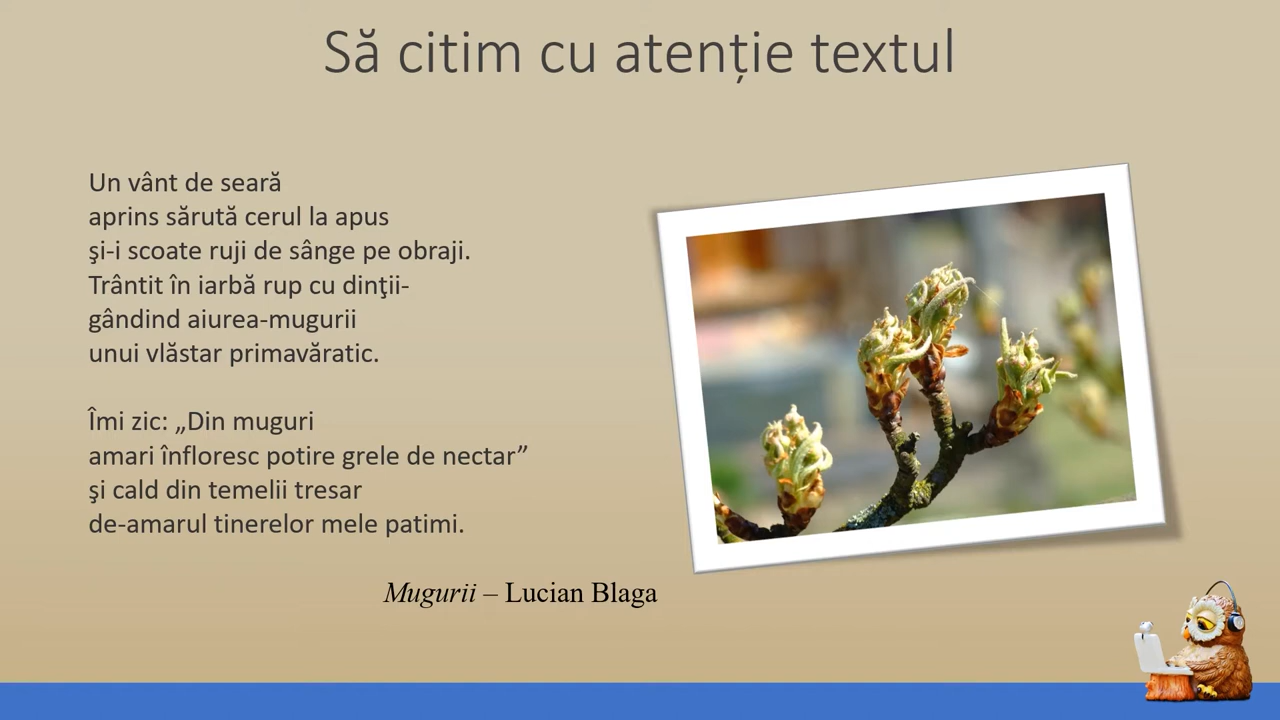 Să citim cu atenție textul
Un vânt de seară
aprins sărută cerul la apus
şi-i scoate ruji de sânge pe obraji.
Trântit în iarbă rup cu dinţii-
gândind aiurea-mugurii
unui vlăstar primavăratic.
Îmi zic: „Din muguri
amari înfloresc potire grele de nectar”
şi cald din temelii tresar
de-amarul tinerelor mele patimi.
Mugurii – Lucian Blaga